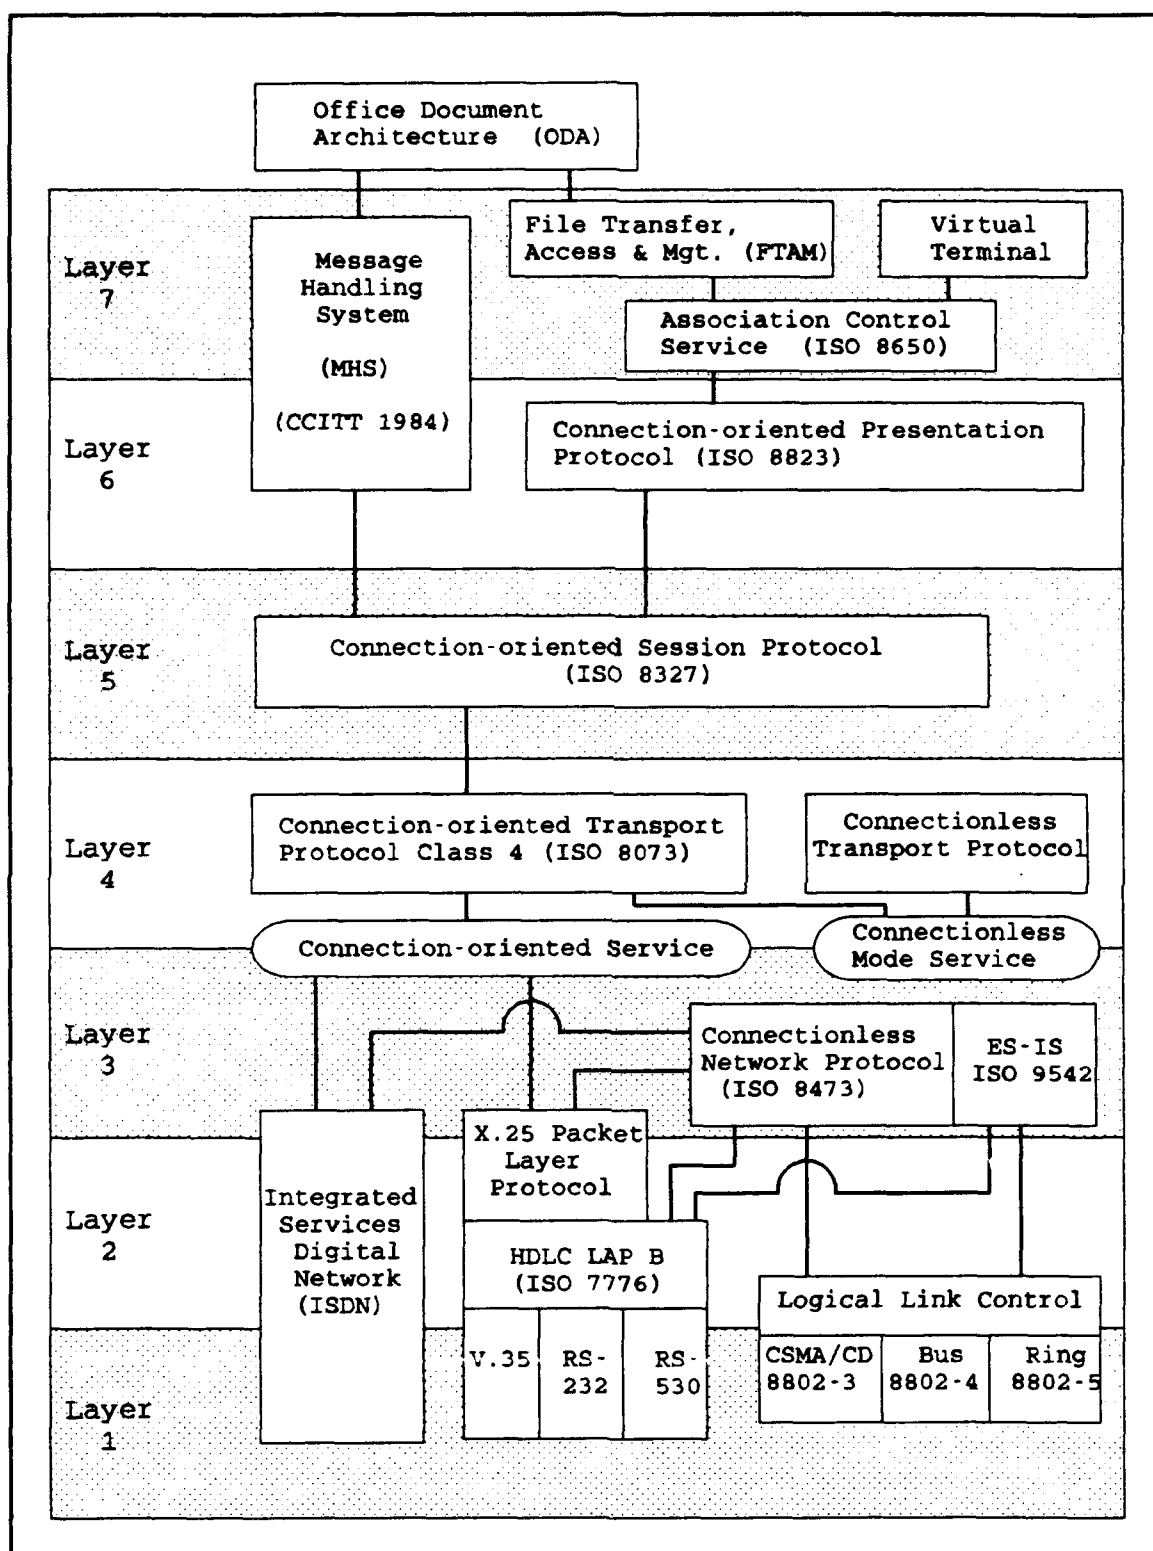 Office Document
Architecture (ODA)
Layer
7
Message
Handling
System
(MHS)
(CCITT 1984)
File Transfer,
Access & Mgt. (FTAM)
Virtual
Terminal
Association Control
Service (ISO 8650)
Layer
6
Connection-oriented Presentation
Protocol (ISO 8823)
Layer
5
Connection-oriented Session Protocol
(ISO 8327)
Layer
4
Connection-oriented Transport
Protocol Class 4 (ISO 8073)
Connectionless
Transport Protocol
Connection-oriented Service
Connectionless
Mode Service
Layer
3
Connectionless
Network Protocol
(ISO 8473)
ES-IS
ISO 9542
X.25 Packet
Layer
Protocol
Layer
2
Integrated
Services
Digital
Network
(ISDN)
HDLC LAP B
(ISO 7776)
Logical Link Control
Layer
1
V.35
RS-
232
RS-
530
CSMA/CD
8802-3
Bus
8802-4
Ring
8802-5